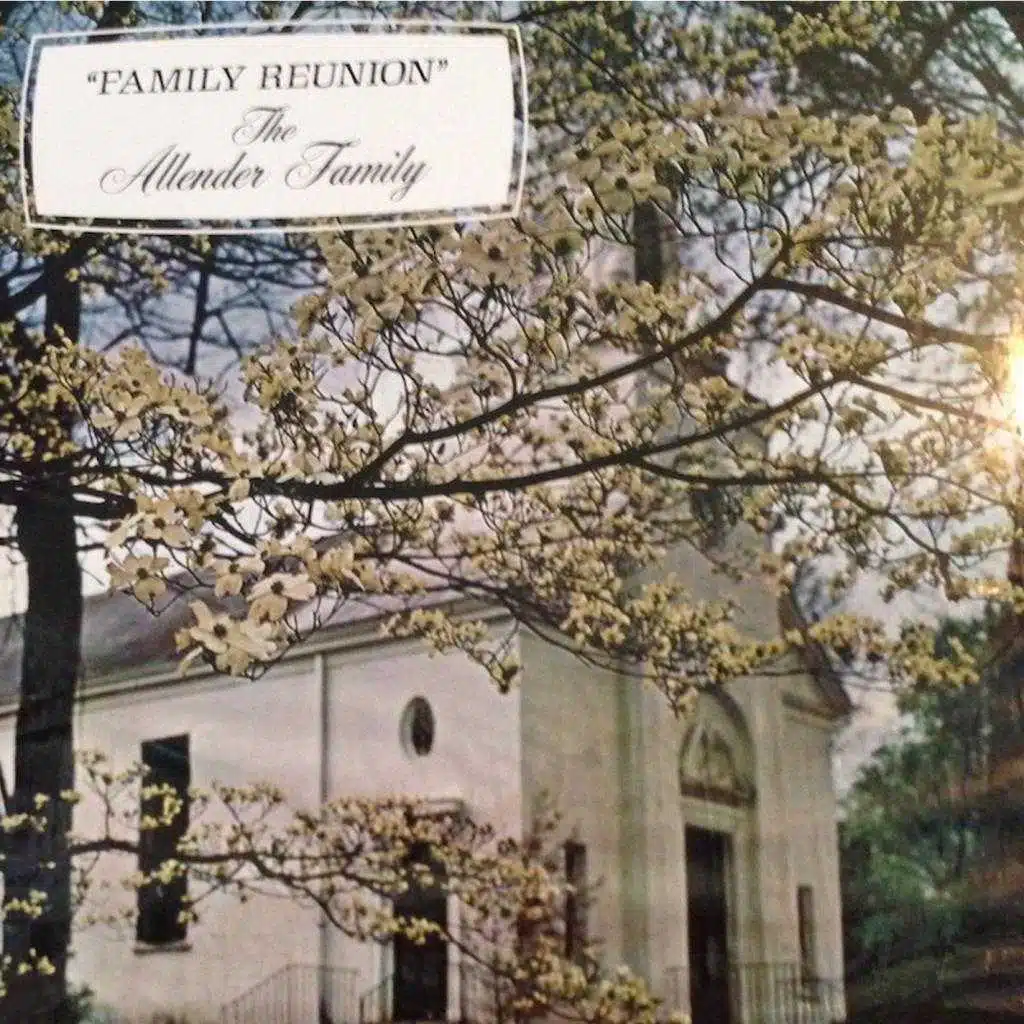 “FAMILY REUNION”
The
Allender Family